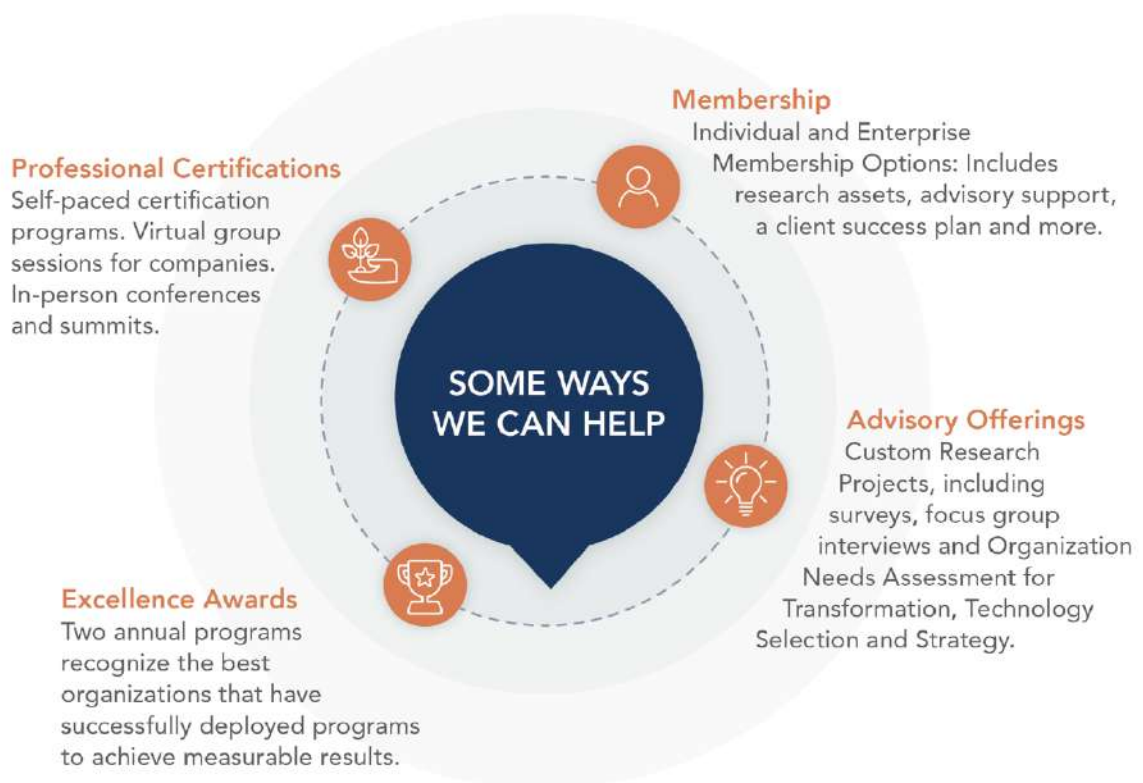 Membership
Individual and Enterprise
Membership Options: Includes
research assets, advisory support,
a client success plan and more.
Professional Certifications
Self-paced certification
programs. Virtual group
sessions for companies.
In-person conferences
and summits.
SOME WAYS
WE CAN HELP
Advisory Offerings
Custom Research
Projects, including
surveys, focus group
interviews and Organization
Needs Assessment for
Transformation, Technology
Selection and Strategy.
Excellence Awards
Two annual programs
recognize the best
organizations that have
successfully deployed programs
to achieve measurable results.